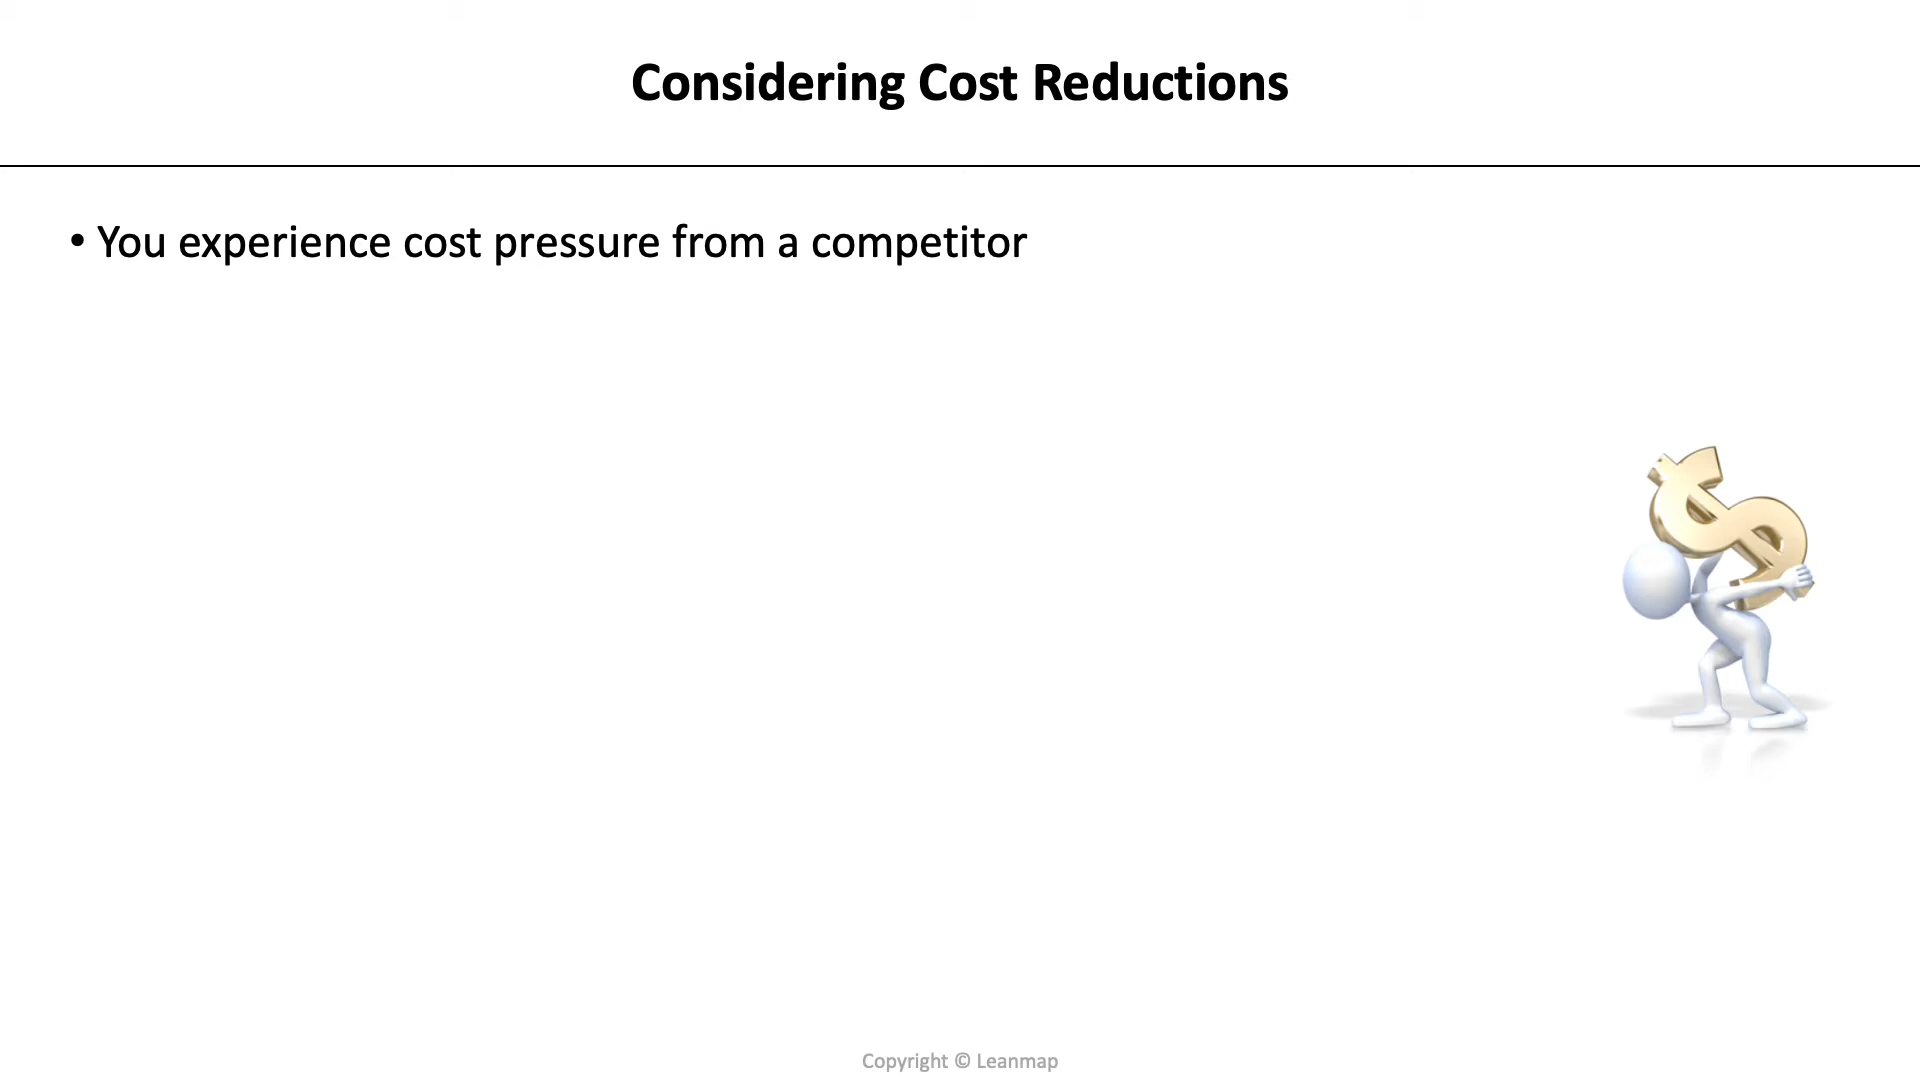 Considering Cost Reductions
• You experience cost pressure from a competitor
Copyright © Leanmap